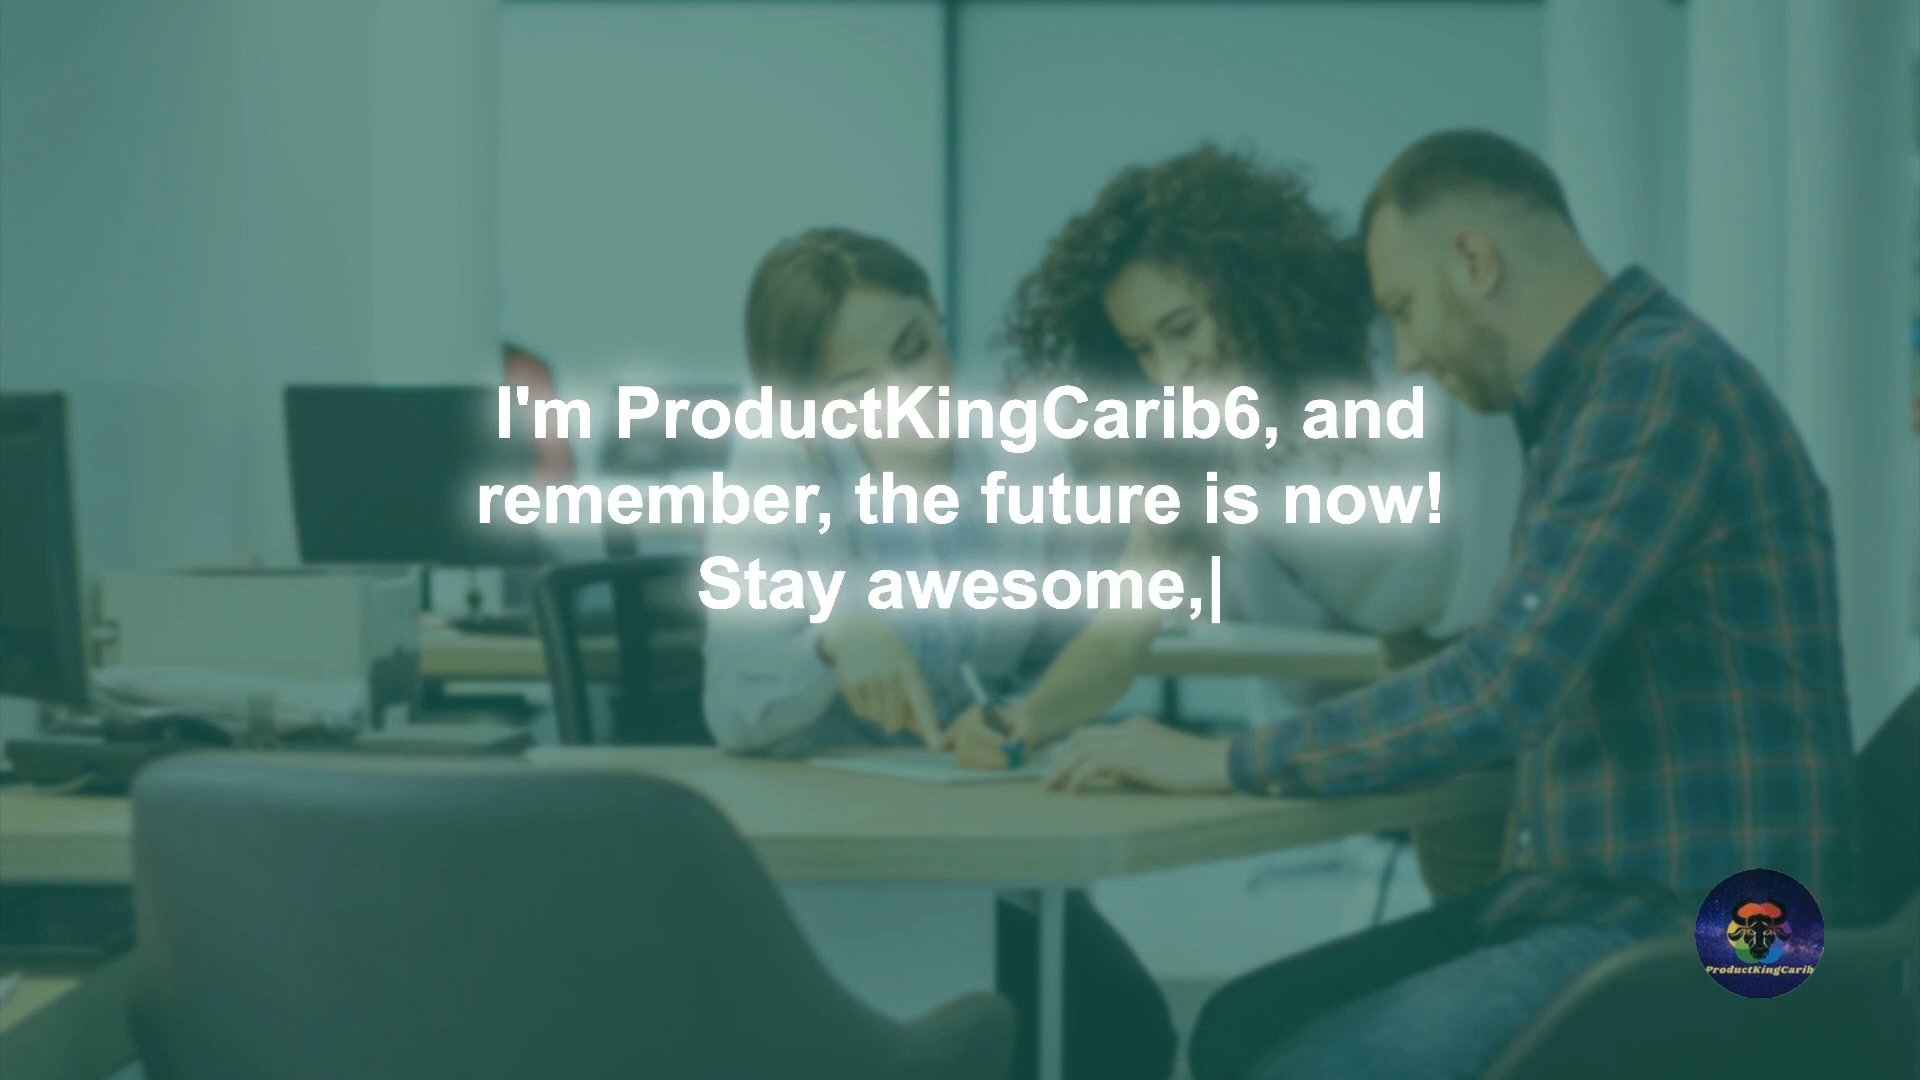 I'm ProductKingCarib6, and
remember, the future is now!
Stay awesome,|
ProductKingCarib